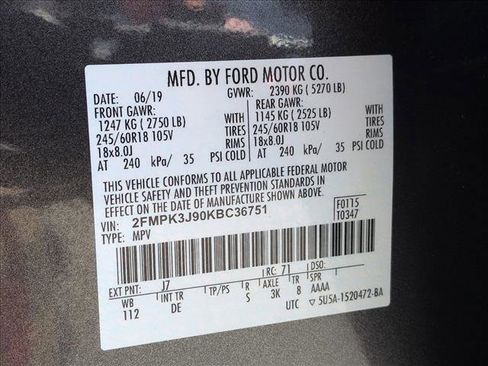 MFD. BY FORD MOTOR CO.
DATE: 06/19 GVWR: 2390 KG ( 5270 LB)
FRONT GAWR: REAR GAWR:
1247 KG ( 2750 LB) WITH 1145 KG ( 2525 LB) WITH
245/60R18 105V TIRES 245/60R18 105V TIRES
18x8.0J RIMS 18x8.0J RIMS
AT 240 kPa/ 35 PSI COLD AT 240 kPa/ 35 PSI COLD
THIS VEHICLE CONFORMS TO ALL APPLICABLE FEDERAL MOTOR
VEHICLE SAFETY AND THEFT PREVENTION STANDARDS IN
EFFECT ON THE DATE OF MANUFACTURE SHOWN ABOVE.
VIN: 2FMPK3J90KBC36751 F0115
TYPE: MPV T0347
EXT PNT: J7 RC: 71 DSO:
WB INT TR TP/PS R AXLE TR SPR
112 DE S 3K 8 AAAA
UTC ▽ 5U5A-1520472-BA